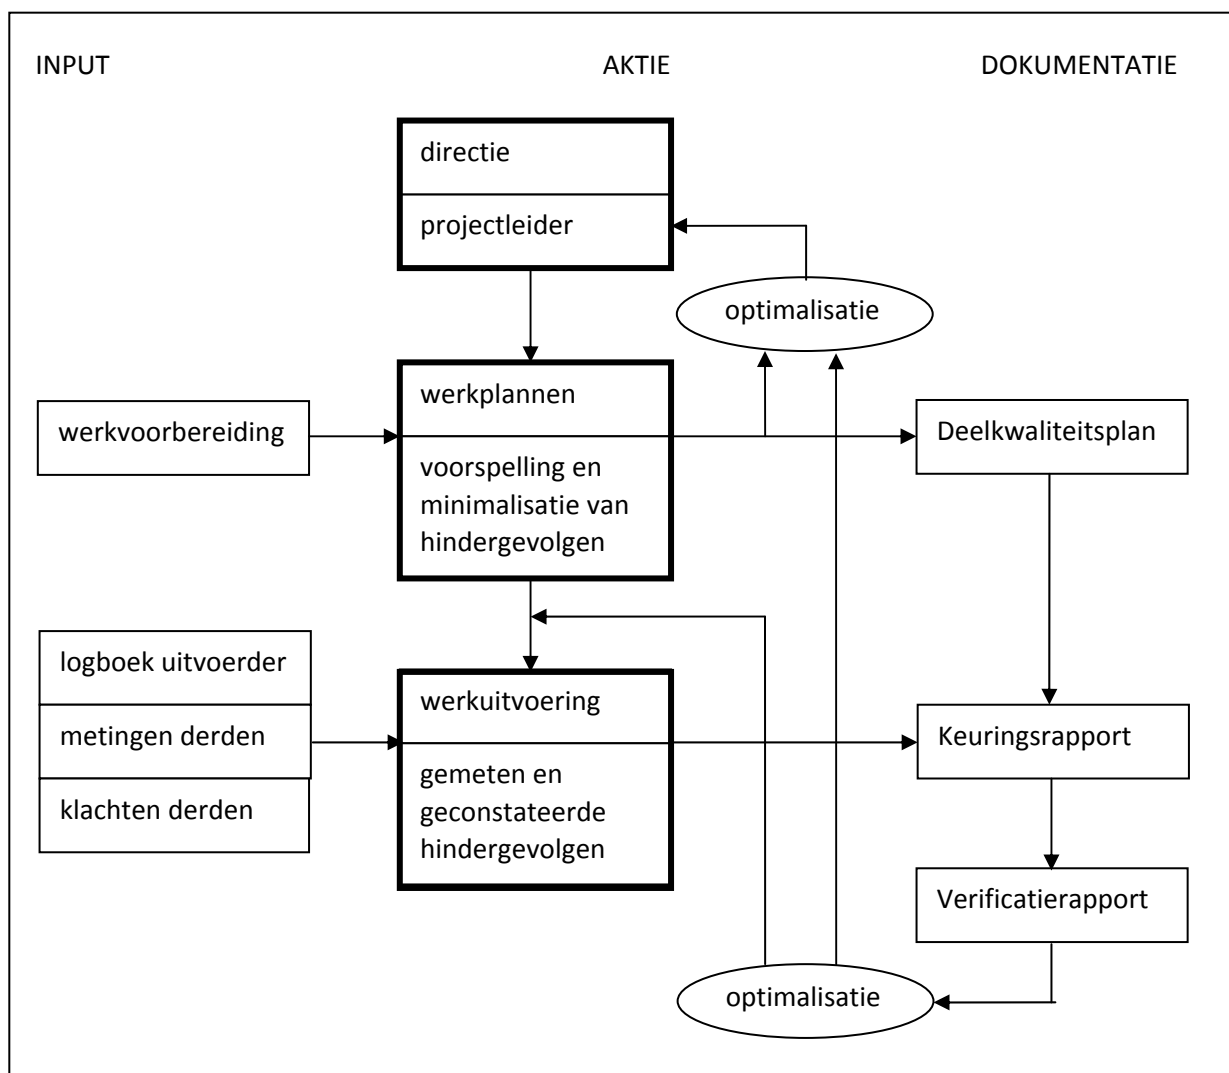 INPUT AKTIE DOKUMENTATIE
directie
projectleider
optimalisatie
werkplannen
werkvoorbereiding
Deelkwaliteitsplan
voorspelling en
minimalisatie van
hindergevolgen
logboek uitvoerder
metingen derden
klachten derden
werkuitvoering
gemeten en
geconstateerde
hindergevolgen
Keuringsrapport
Verificatierapport
optimalisatie